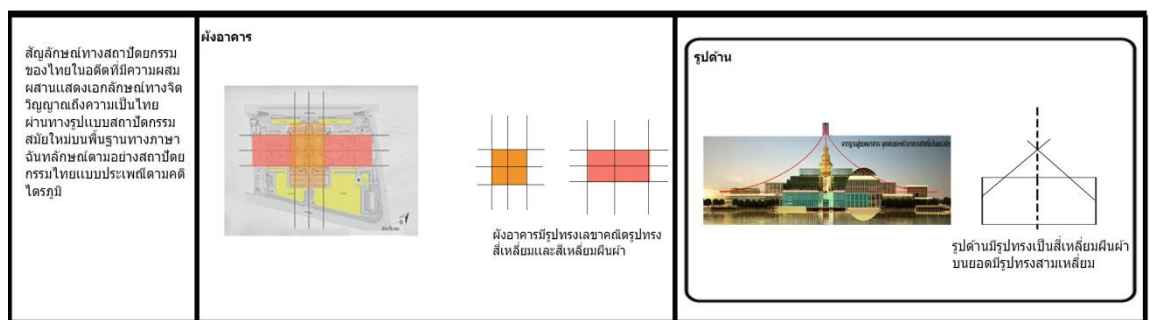 สัญลักษณ์ทางสถาปัตยกรรม
ของไทยในอดีตที่มีความผสม
ผสานแสดงเอกลักษณ์ทางจิต
วิญญาณถึงความเป็นไทย
ผ่านทางรูปแบบสถาปัตกรรม
สมัยใหม่บนพื้นฐานทางภาษา
ฉันทลักษณ์ตามอย่างสถาปัตย
กรรมไทยแบบประเพณีตามคติ
ไตรภูมิ
ผังอาคาร
ผังอาคารมีรูปทรงเลขาคณิตรูปทรง
สี่เหลี่ยมและสี่เหลี่ยมผืนผ้า
รูปด้าน
รูปด้านมีรูปทรงเป็นสี่เหลี่ยมผืนผ้า
บนยอดมีรูปทรงสามเหลี่ยม